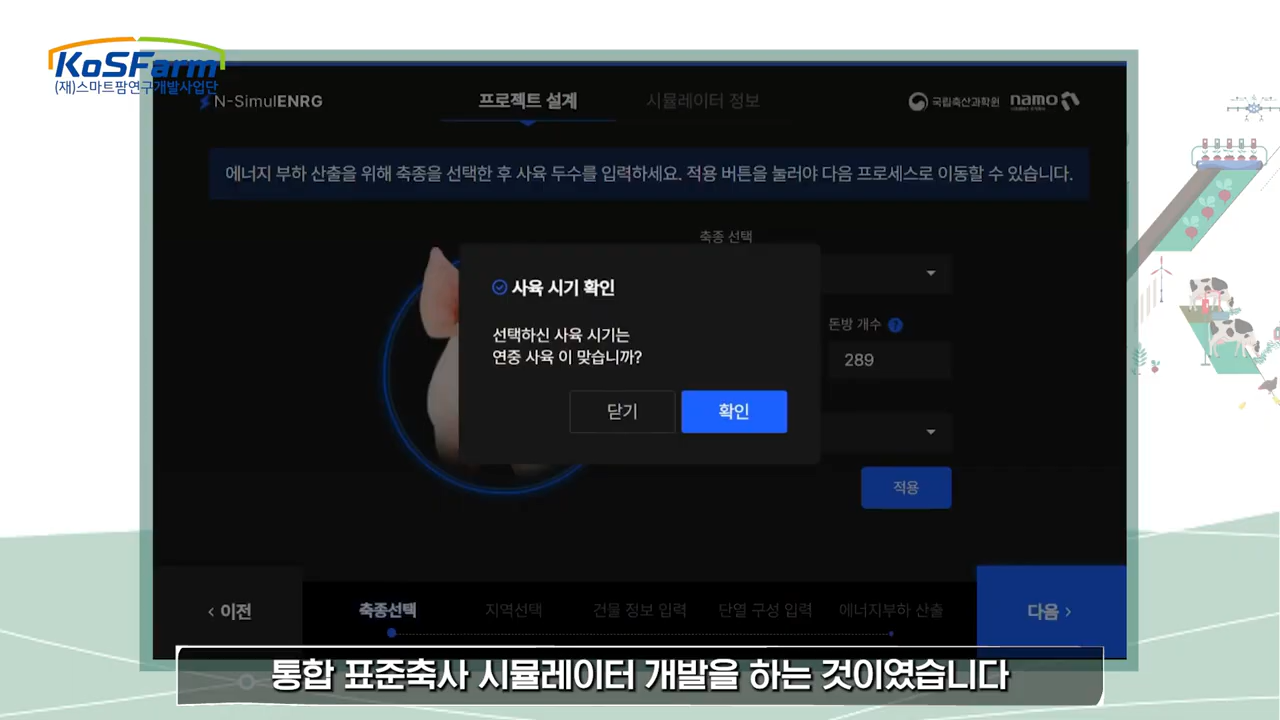 KoSFarm
(재)스마트팜연구개발사업단
N-SimulENRG
프로젝트 설계
시뮬레이터 정보
국립축산과학원
namo
에너지 부하 산출을 위해 축종을 선택한 후 사육 두수를 입력하세요. 적용 버튼을 눌러야 다음 프로세스로 이동할 수 있습니다.
축종 선택
사육 시기 확인
선택하신 사육 시기는
연중 사육 이 맞습니까?
돈방 개수 ?
289
닫기
확인
적용
< 이전
축종선택
지역선택
건물 정보 입력
단열 구성 입력
에너지부하 산출
다음 >
통합 표준축사 시뮬레이터 개발을 하는 것이였습니다